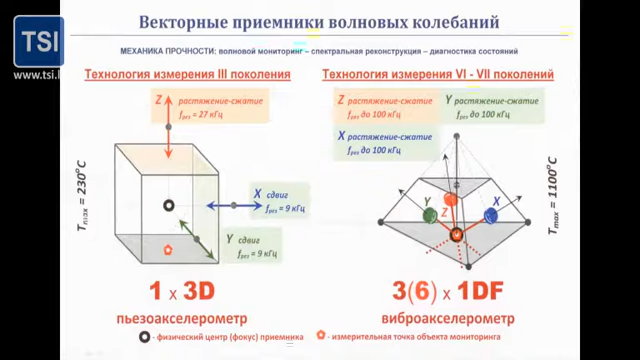 Векторные приемники волновых колебаний
TSI
МЕХАНИКА ПРОЧНОСТИ: волновой мониторинг – спектральная реконструкция – диагностика состояний
www.tsi.l
Технология измерения III поколения
Технология измерения VI - VII поколений
Z растяжение-сжатие
fрез = 27 кГц
Z растяжение-сжатие
fрез до 100 кГц
Y растяжение-сжатие
fрез до 100 кГц
X растяжение-сжатие
fрез до 100 кГц
Tmax = 230°C
X сдвиг
fрез = 9 кГц
Y сдвиг
fрез = 9 кГц
Y
Z
X
Tmax = 1100°C
1 x 3D
3(6) x 1DF
пьезоакселерометр
виброакселерометр
- физический центр (фокус) приемника
- измерительная точка объекта мониторинга